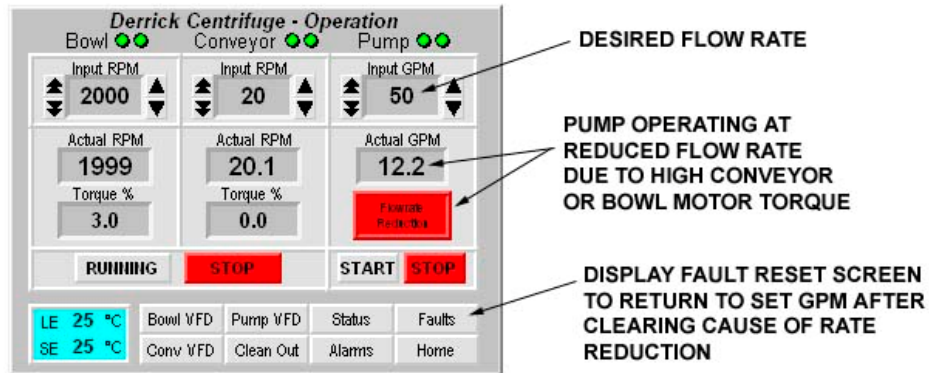 Derrick Centrifuge - Operation
Bowl Conveyor Pump
Input RPM Input RPM Input GPM
2000 20 50
Actual RPM Actual RPM Actual GPM
1999 20.1 12.2
Torque % Torque %
3.0 0.0
Flowrate
Reduction
RUNNING STOP START STOP
LE 25 °C Bowl VFD Pump VFD Status Faults
SE 25 °C Conv VFD Clean Out Alarms Home
DESIRED FLOW RATE
PUMP OPERATING AT
REDUCED FLOW RATE
DUE TO HIGH CONVEYOR
OR BOWL MOTOR TORQUE
DISPLAY FAULT RESET SCREEN
TO RETURN TO SET GPM AFTER
CLEARING CAUSE OF RATE
REDUCTION